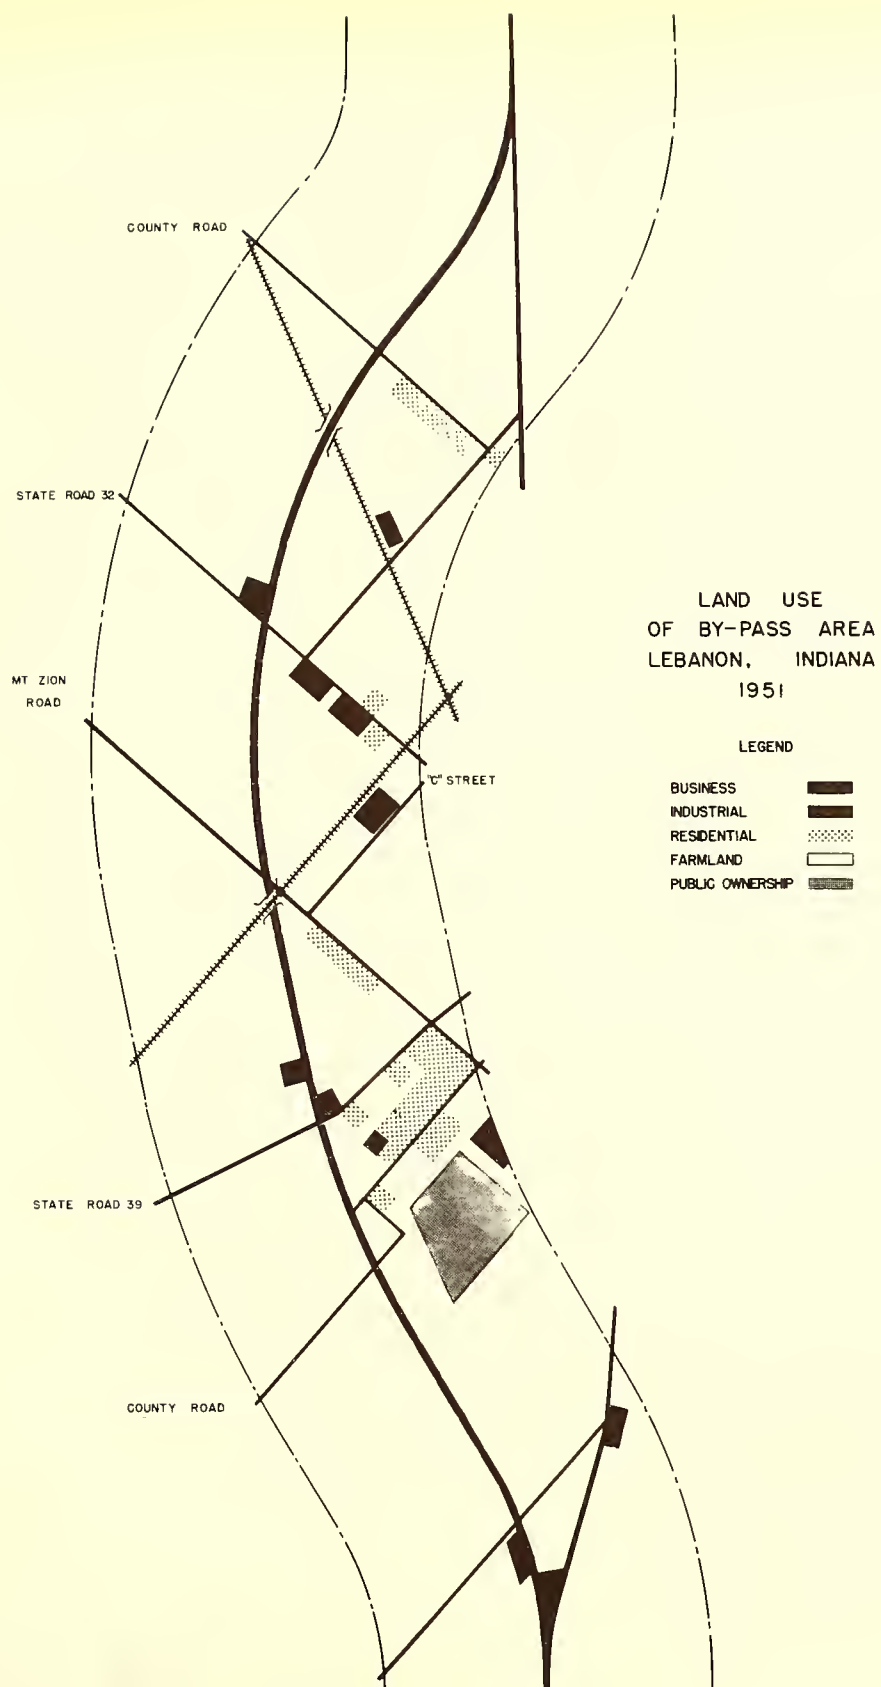 COUNTY ROAD
STATE ROAD 32
LAND USE
OF BY-PASS AREA
LEBANON, INDIANA
1951
MT ZION
ROAD
LEGEND
"C" STREET
BUSINESS
INDUSTRIAL
RESIDENTIAL
FARMLAND
PUBLIC OWNERSHIP
STATE ROAD 39
COUNTY ROAD